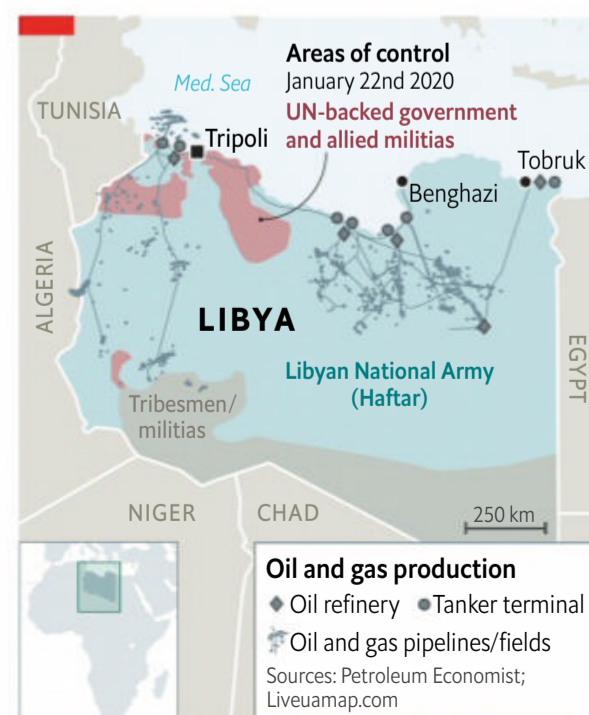 Areas of control
January 22nd 2020
UN-backed government
and allied militias
Med. Sea
TUNISIA
Tripoli
Benghazi
Tobruk
ALGERIA
LIBYA
EGYPT
Libyan National Army
(Haftar)
Tribesmen/
militias
NIGER
CHAD
250 km
Oil and gas production
Oil refinery
Tanker terminal
Oil and gas pipelines/fields
Sources: Petroleum Economist;
Liveuamap.com